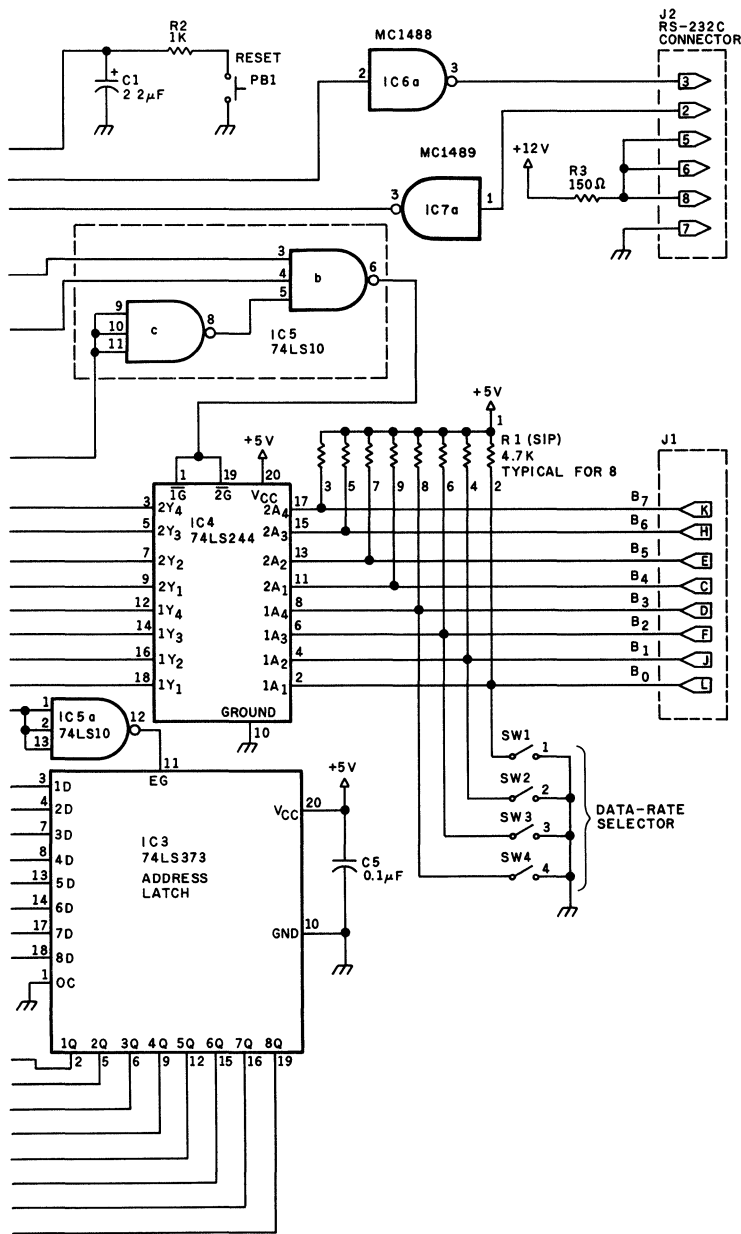 J2
RS-232C
CONNECTOR
R2
1K
RESET
PB1
+
C1
2 2µF
MC1488
2
IC6a
3
3
2
5
6
8
7
MC1489
3
IC7a
1
+12V
R3
150Ω
3
4
5
b
6
9
10
11
c
8
IC5
74LS10
+5V
1
R1 (SIP)
4.7K
TYPICAL FOR 8
3 5 7 9 8 6 4 2
J1
+5V
1 19 20
1G 2G VCC
IC4
74LS244
3 2Y4 2A4 17 B7 K
5 2Y3 2A3 15 B6 H
7 2Y2 2A2 13 B5 E
9 2Y1 2A1 11 B4 C
12 1Y4 1A4 8 B3 D
14 1Y3 1A3 6 B2 F
16 1Y2 1A2 4 B1 J
18 1Y1 1A1 2 B0 L
GROUND
10
1
2
13
IC5a
74LS10
12
11
EG
SW1 1
SW2 2
SW3 3
SW4 4
DATA-RATE
SELECTOR
+5V
3 1D
4 2D
7 3D
8 4D
13 5D
14 6D
17 7D
18 8D
1 OC
IC3
74LS373
ADDRESS
LATCH
VCC 20
C5
0.1µF
GND 10
1Q 2Q 3Q 4Q 5Q 6Q 7Q 8Q
2 5 6 9 12 15 16 19